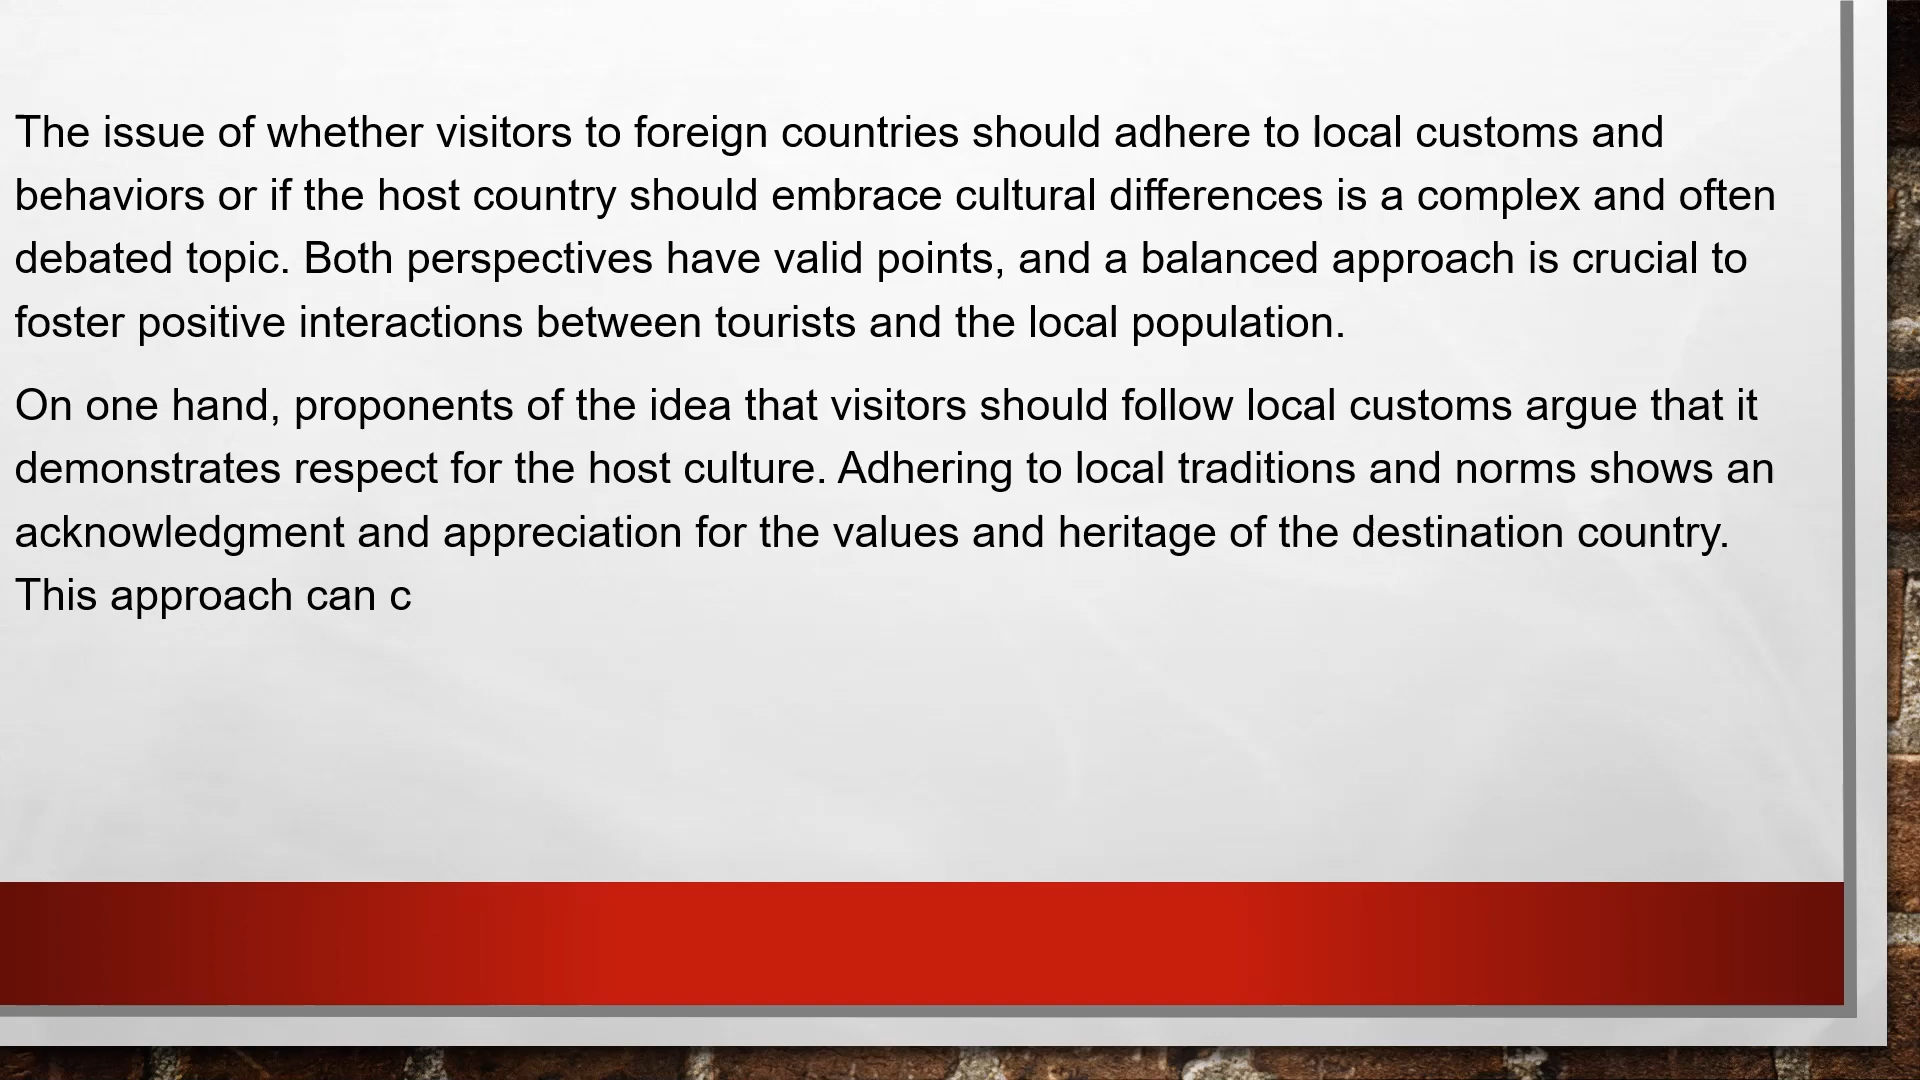 The issue of whether visitors to foreign countries should adhere to local customs and
behaviors or if the host country should embrace cultural differences is a complex and often
debated topic. Both perspectives have valid points, and a balanced approach is crucial to
foster positive interactions between tourists and the local population.
On one hand, proponents of the idea that visitors should follow local customs argue that it
demonstrates respect for the host culture. Adhering to local traditions and norms shows an
acknowledgment and appreciation for the values and heritage of the destination country.
This approach can c